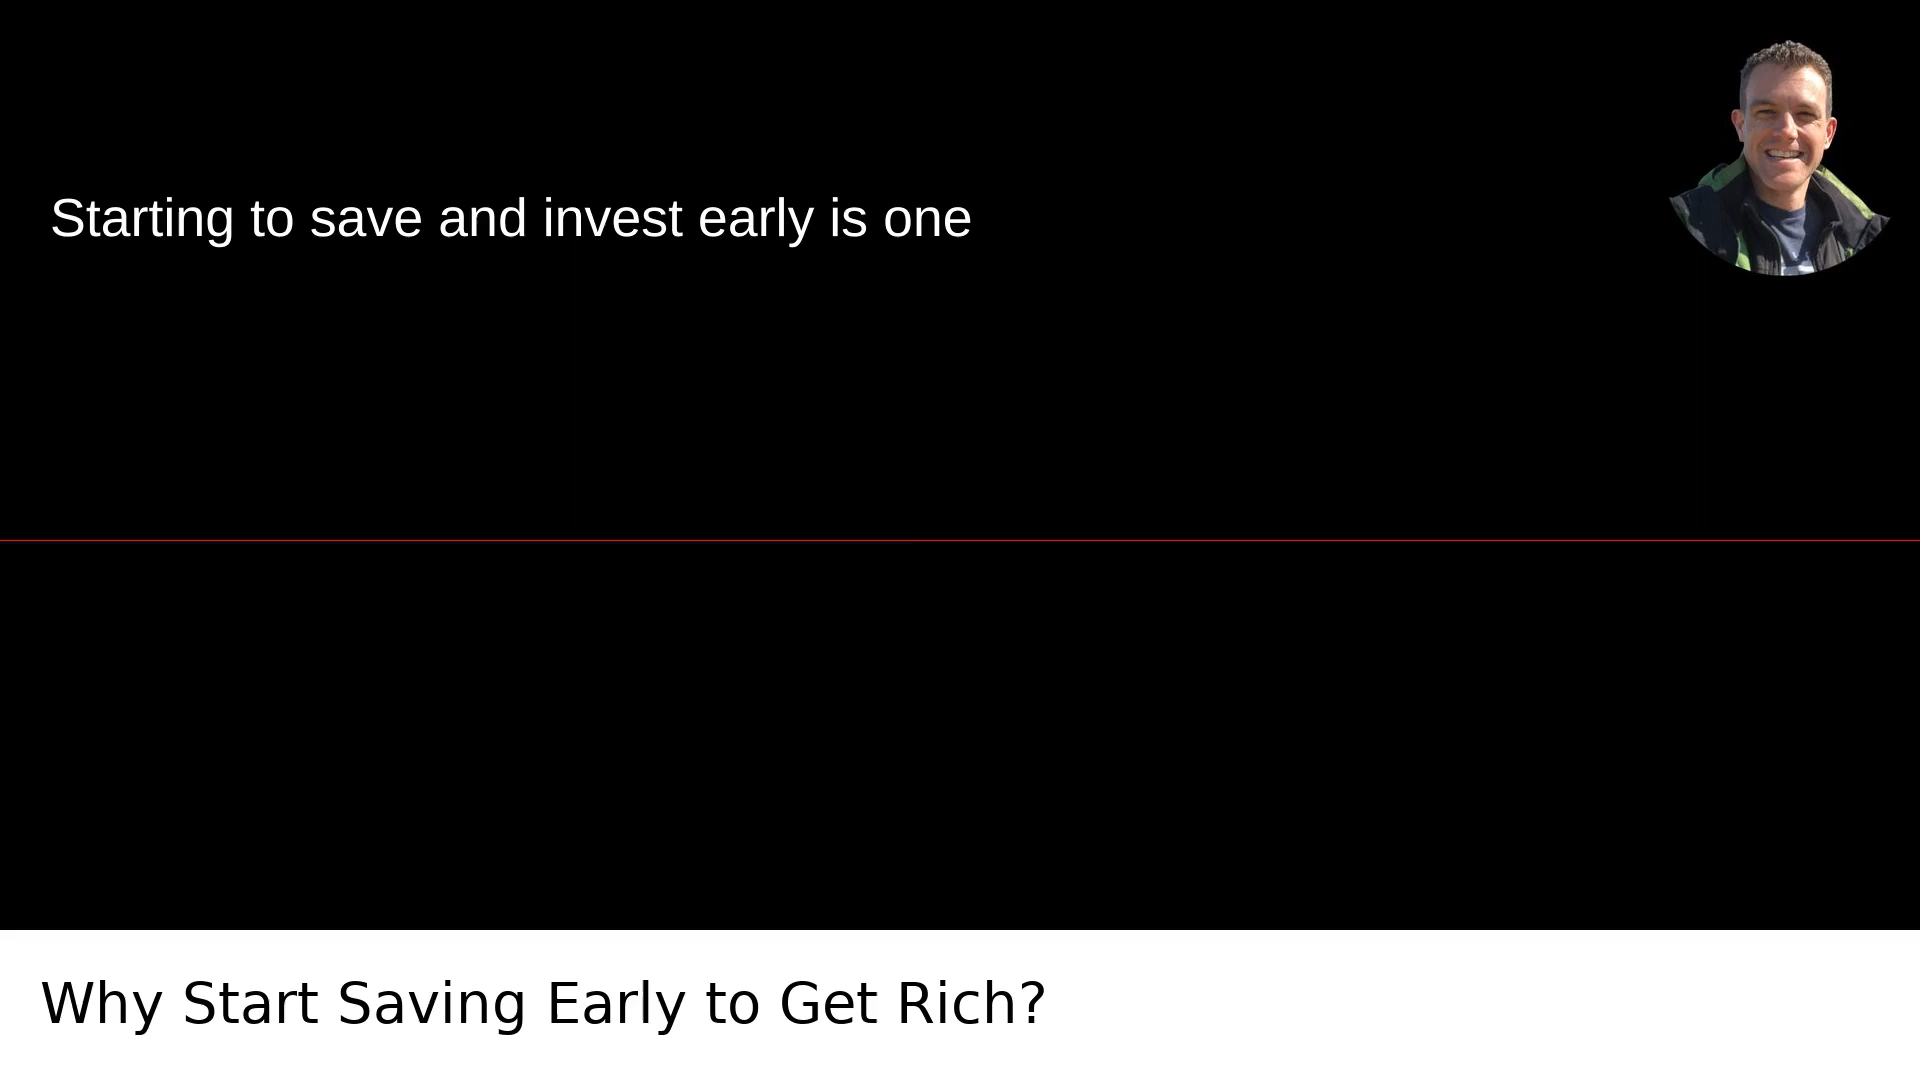 Starting to save and invest early is one
Why Start Saving Early to Get Rich?